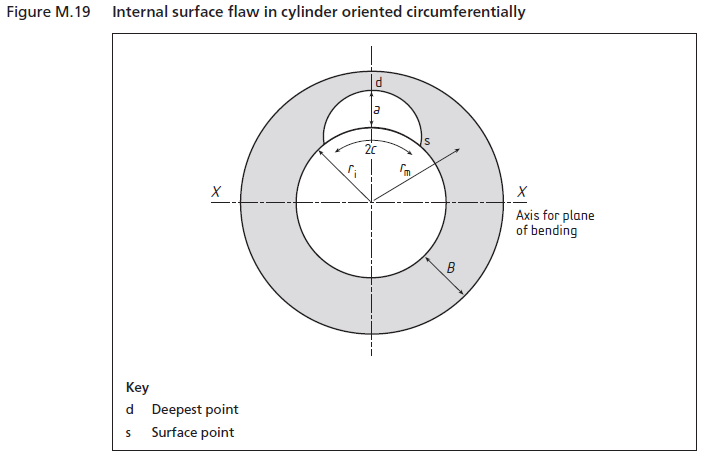 Figure M.19 Internal surface flaw in cylinder oriented circumferentially
d
a
s
2c
ri
rm
X
X
Axis for plane
of bending
B
Key
d Deepest point
s Surface point